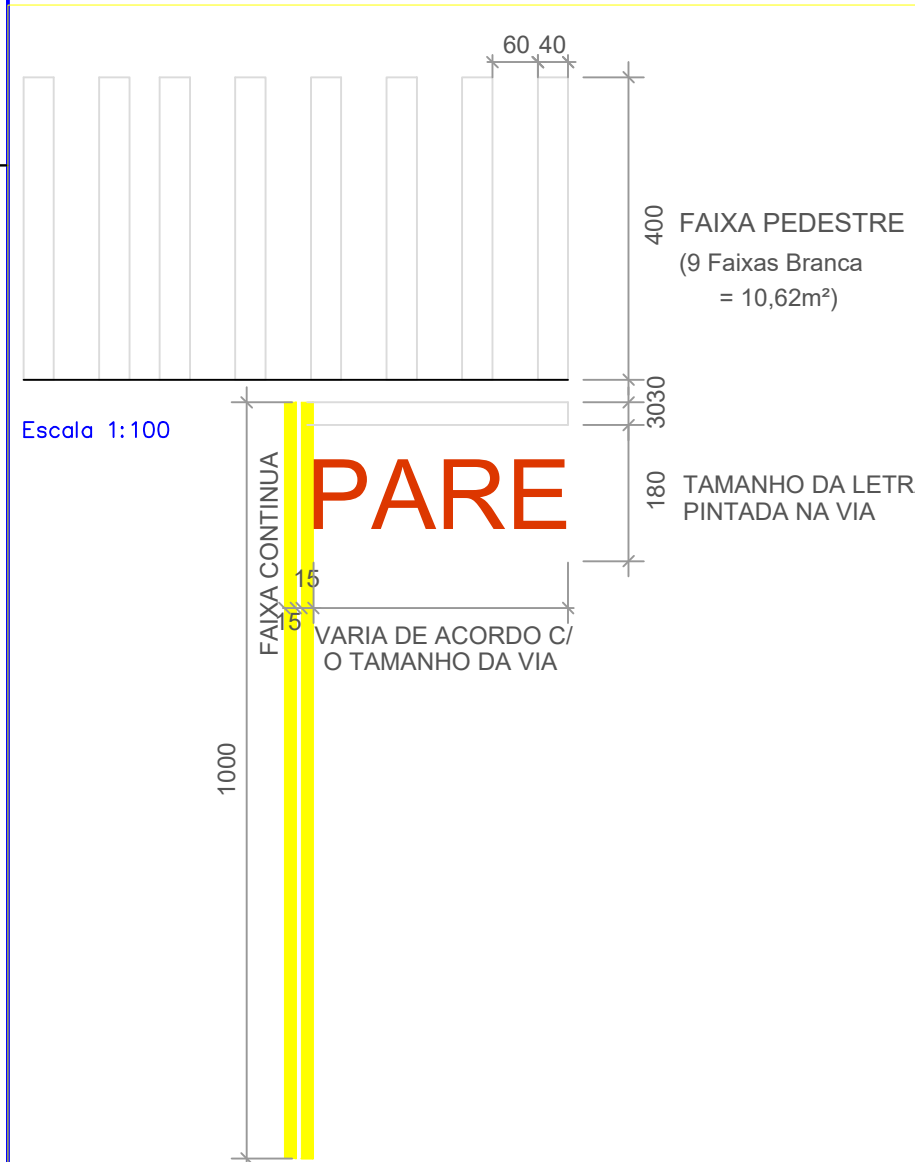 60 40
400
FAIXA PEDESTRE
(9 Faixas Branca
= 10,62m²)
3030
Escala 1:100
FAIXA CONTINUA
PARE
180
TAMANHO DA LETR
PINTADA NA VIA
15
15
VARIA DE ACORDO C/
O TAMANHO DA VIA
1000